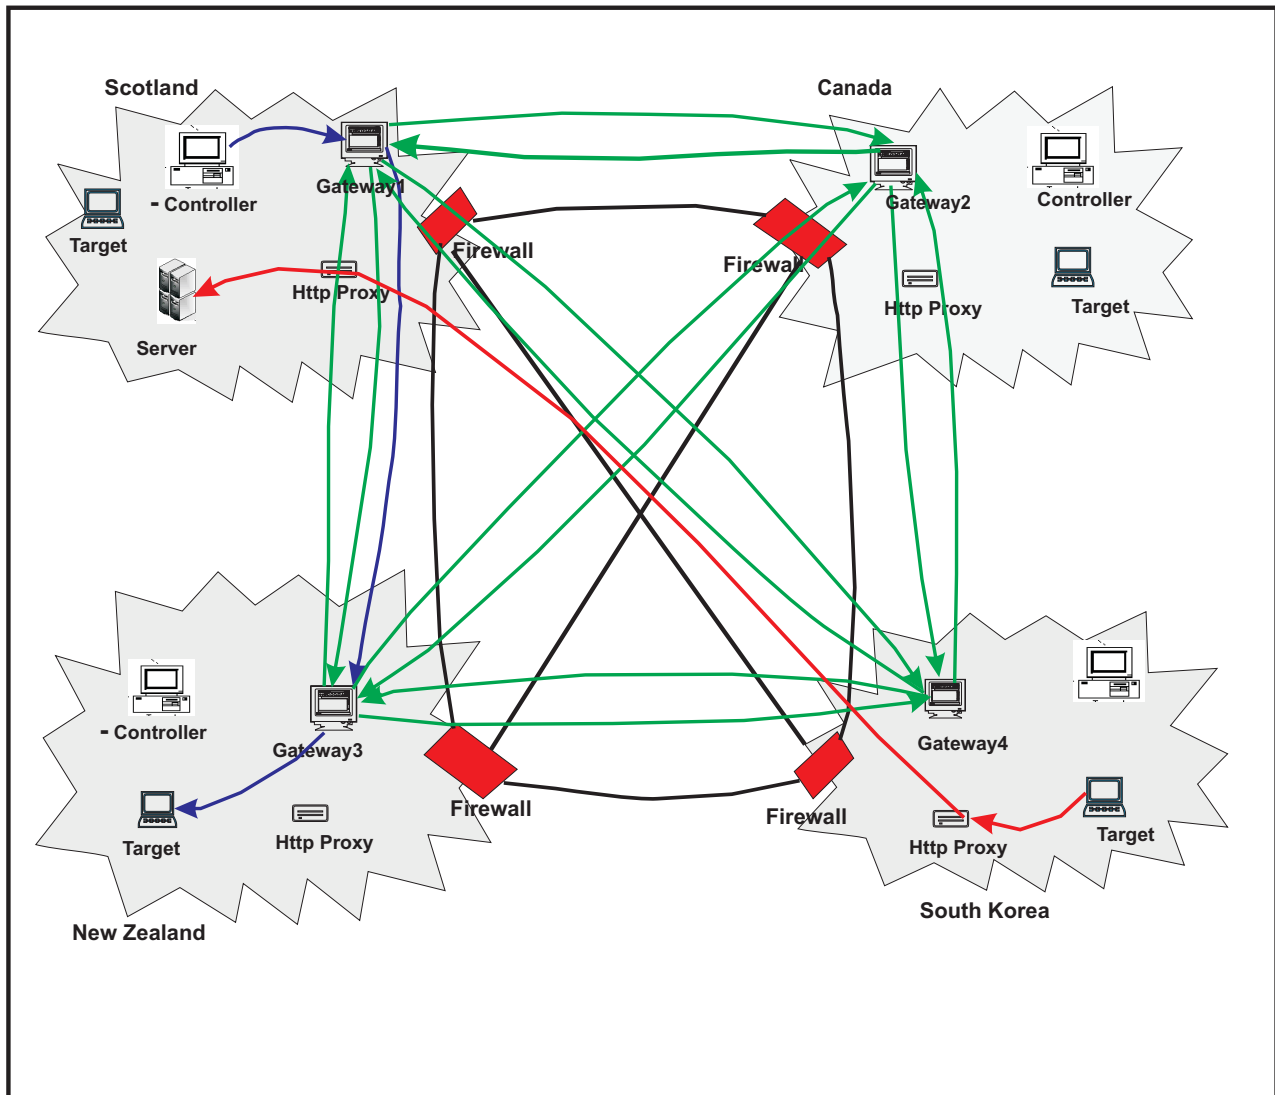 Scotland
Canada
Gateway1
- Controller
Gateway2
Controller
Target
Firewall
Firewall
Http Proxy
Http Proxy
Target
Server
- Controller
Gateway3
Gateway4
Firewall
Firewall
Http Proxy
Target
Http Proxy
Target
South Korea
New Zealand